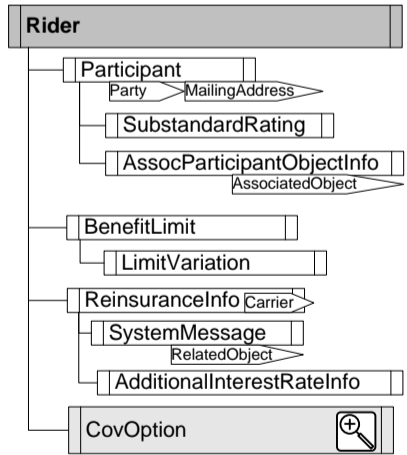 Rider
Participant
Party MailingAddress
SubstandardRating
AssocParticipantObjectInfo
AssociatedObject
BenefitLimit
LimitVariation
ReinsuranceInfo Carrier
SystemMessage
RelatedObject
AdditionalInterestRateInfo
CovOption